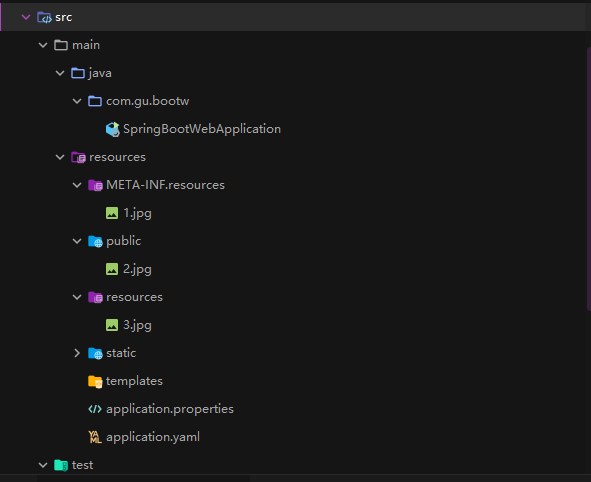 src
main
java
com.gu.bootw
SpringBootWebApplication
resources
META-INF.resources
1.jpg
public
2.jpg
resources
3.jpg
static
templates
application.properties
application.yaml
test